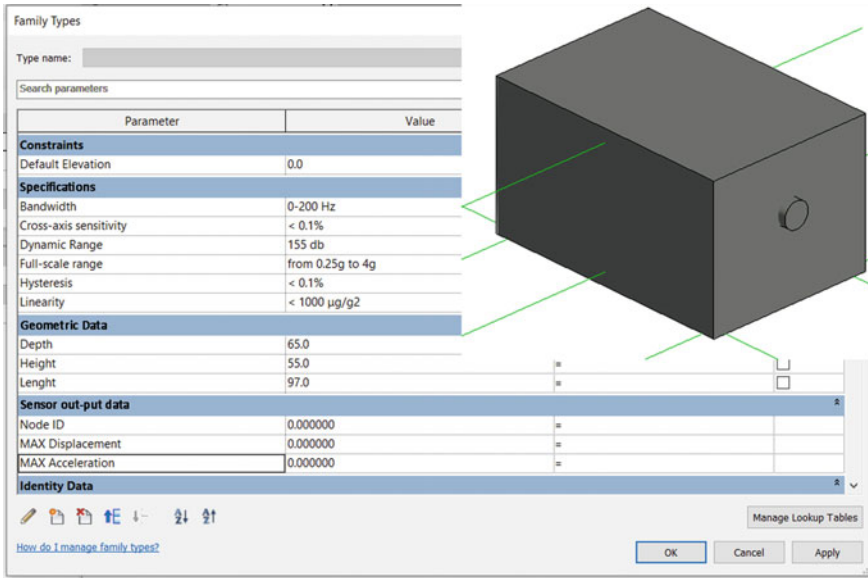 Family Types
Type name:
Search parameters
Parameter Value
Constraints
Default Elevation 0.0
Specifications
Bandwidth 0-200 Hz
Cross-axis sensitivity < 0.1%
Dynamic Range 155 db
Full-scale range from 0.25g to 4g
Hysteresis < 0.1%
Linearity < 1000 µg/g2
Geometric Data
Depth 65.0
Height 55.0 =
Lenght 97.0 =
Sensor out-put data
Node ID 0.000000 =
MAX Displacement 0.000000 =
MAX Acceleration 0.000000 =
Identity Data
Manage Lookup Tables
How do I manage family types?
OK Cancel Apply